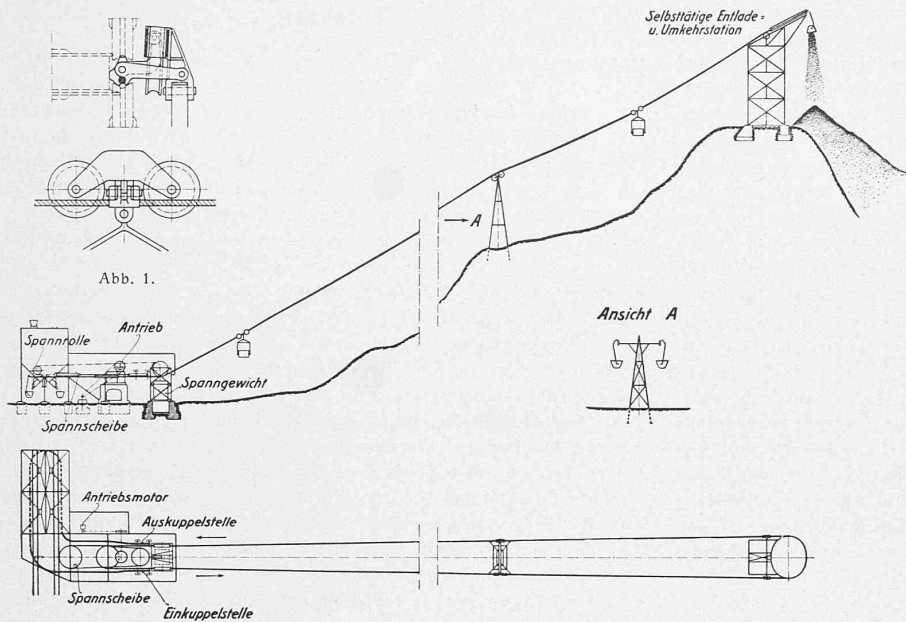 Selbsttätige Entlade=
u. Umkehrstation
A
Abb. 1.
Ansicht A
Antrieb
Spannrolle
Spanngewicht
Spannscheibe
Antriebsmotor
Auskuppelstelle
Spannscheibe
Einkuppelstelle